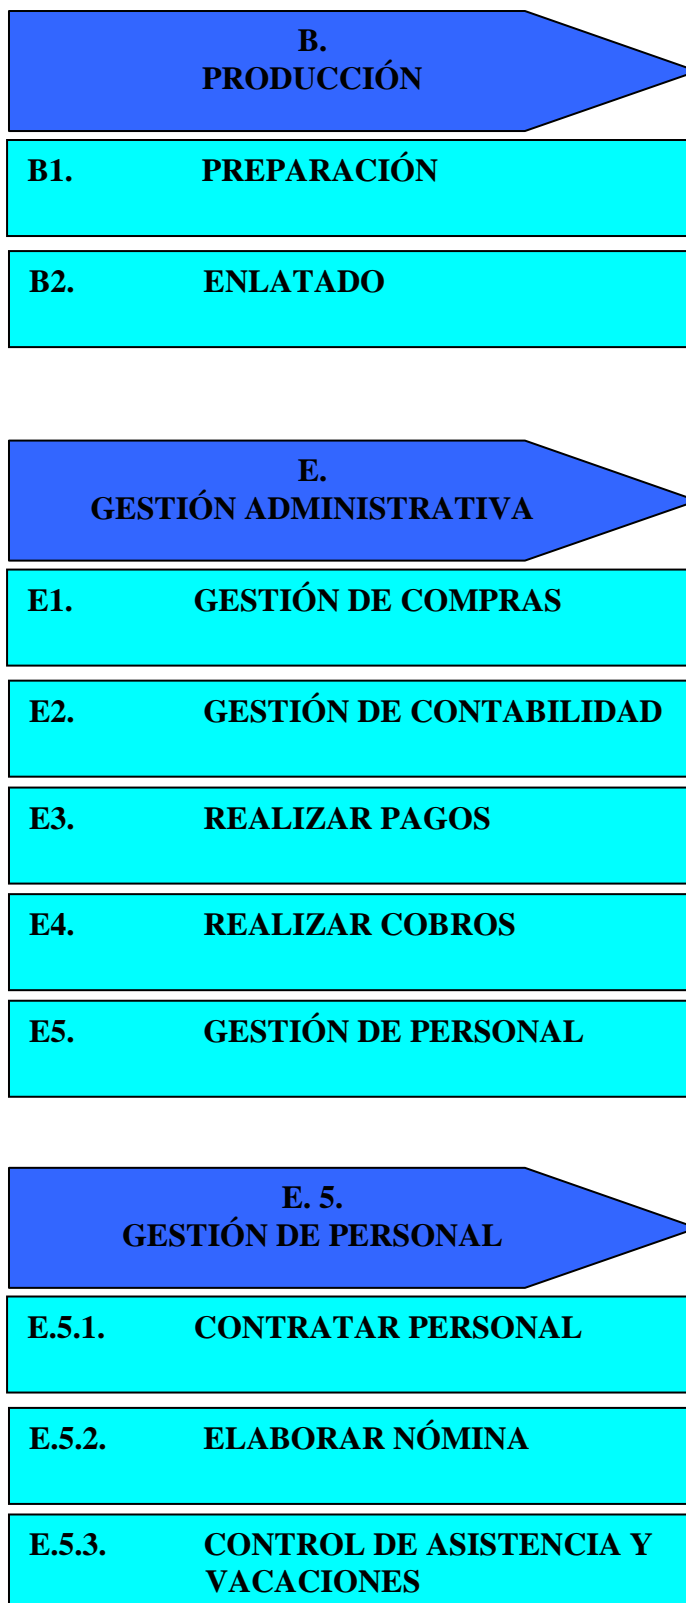 B.
PRODUCCIÓN
B1. PREPARACIÓN
B2. ENLATADO
E.
GESTIÓN ADMINISTRATIVA
E1. GESTIÓN DE COMPRAS
E2. GESTIÓN DE CONTABILIDAD
E3. REALIZAR PAGOS
E4. REALIZAR COBROS
E5. GESTIÓN DE PERSONAL
E. 5.
GESTIÓN DE PERSONAL
E.5.1. CONTRATAR PERSONAL
E.5.2. ELABORAR NÓMINA
E.5.3. CONTROL DE ASISTENCIA Y
VACACIONES